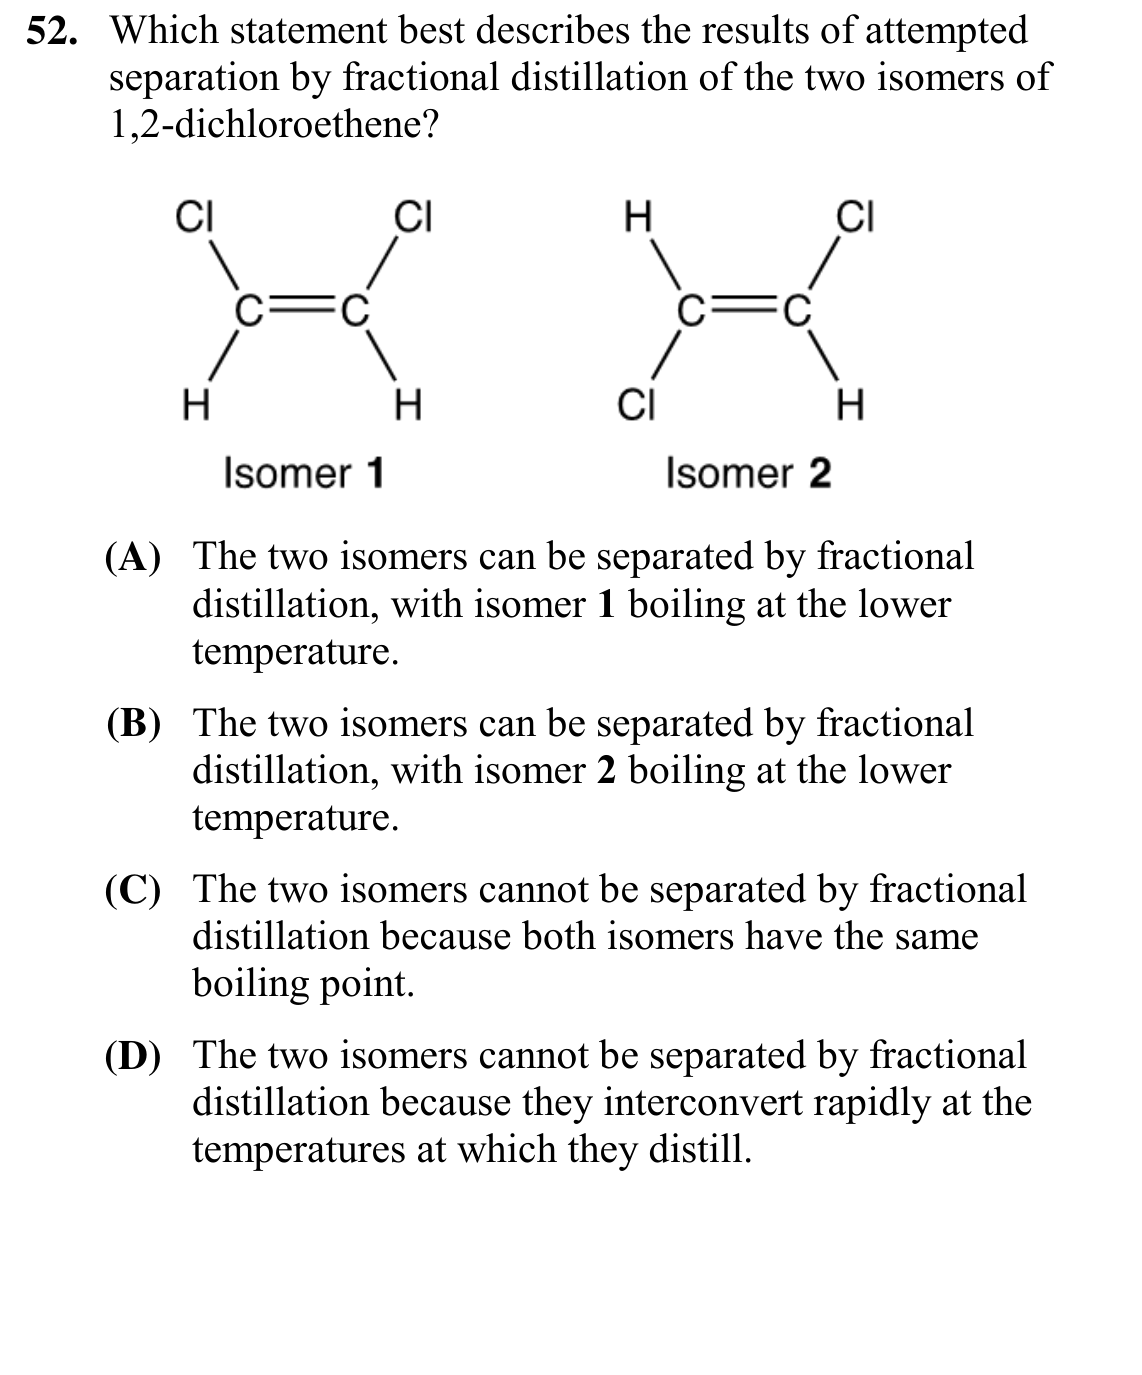 52. Which statement best describes the results of attempted
separation by fractional distillation of the two isomers of
1,2-dichloroethene?
Cl Cl H Cl
C C C C
H H Cl H
Isomer 1 Isomer 2
(A) The two isomers can be separated by fractional
distillation, with isomer 1 boiling at the lower
temperature.
(B) The two isomers can be separated by fractional
distillation, with isomer 2 boiling at the lower
temperature.
(C) The two isomers cannot be separated by fractional
distillation because both isomers have the same
boiling point.
(D) The two isomers cannot be separated by fractional
distillation because they interconvert rapidly at the
temperatures at which they distill.